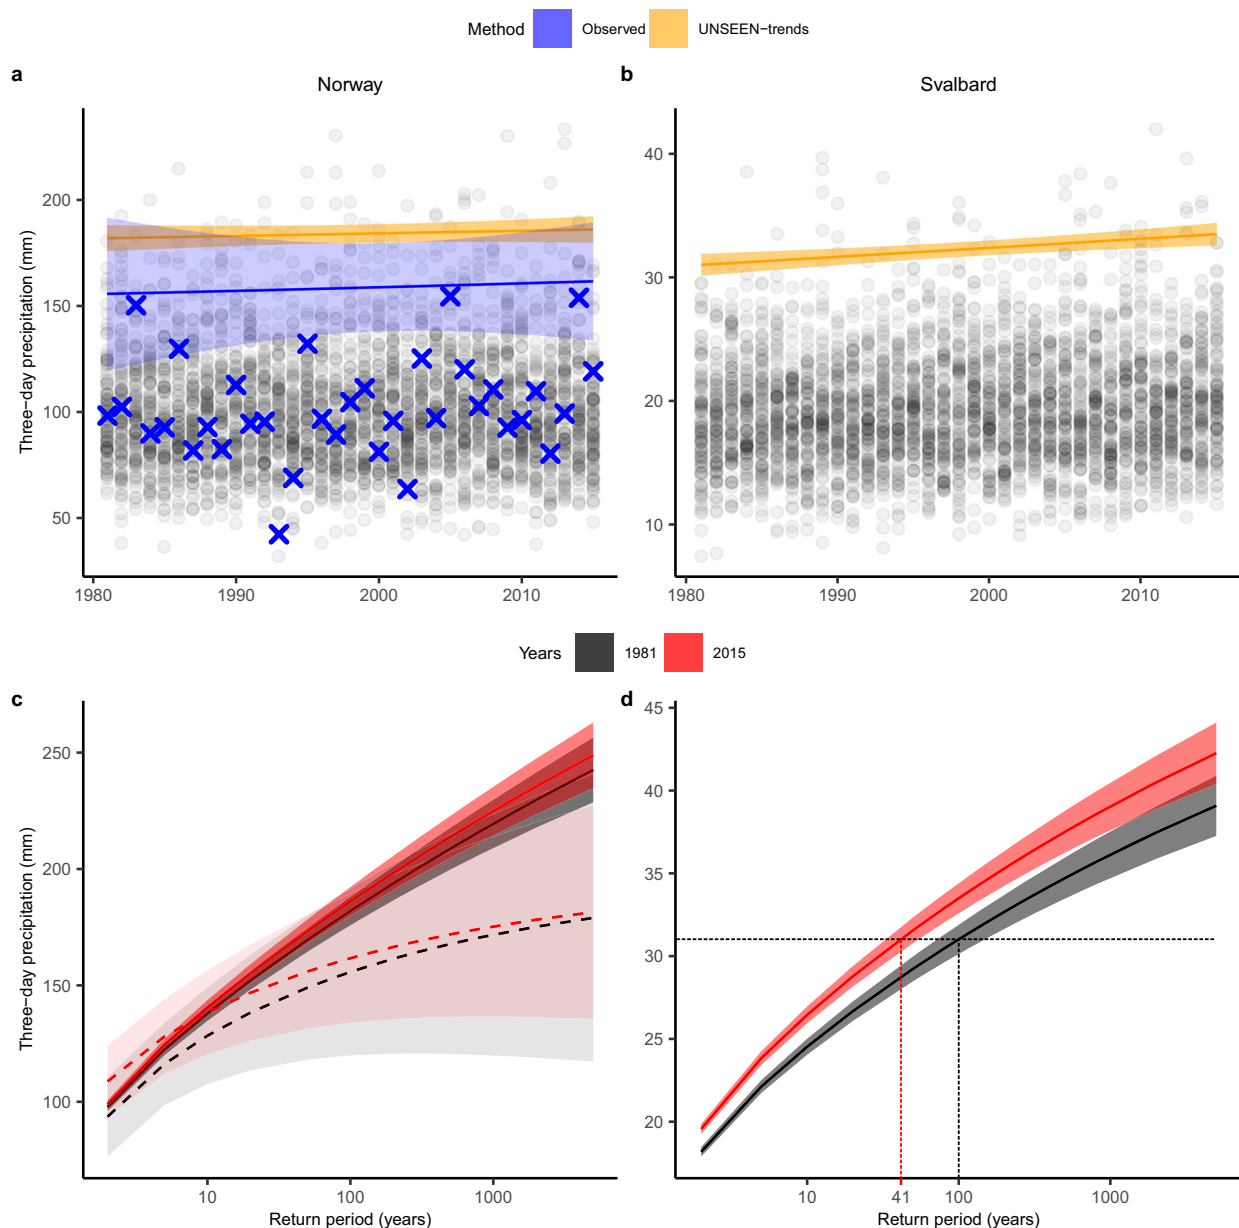 Method Observed UNSEEN−trends
a
Norway
b
Svalbard
Three−day precipitation (mm)
200
150
100
50
1980 1990 2000 2010
40
30
20
10
1980 1990 2000 2010
Years 1981 2015
c
Three−day precipitation (mm)
250
200
150
100
10 100 1000
Return period (years)
d
45
40
35
30
25
20
10 41 100 1000
Return period (years)